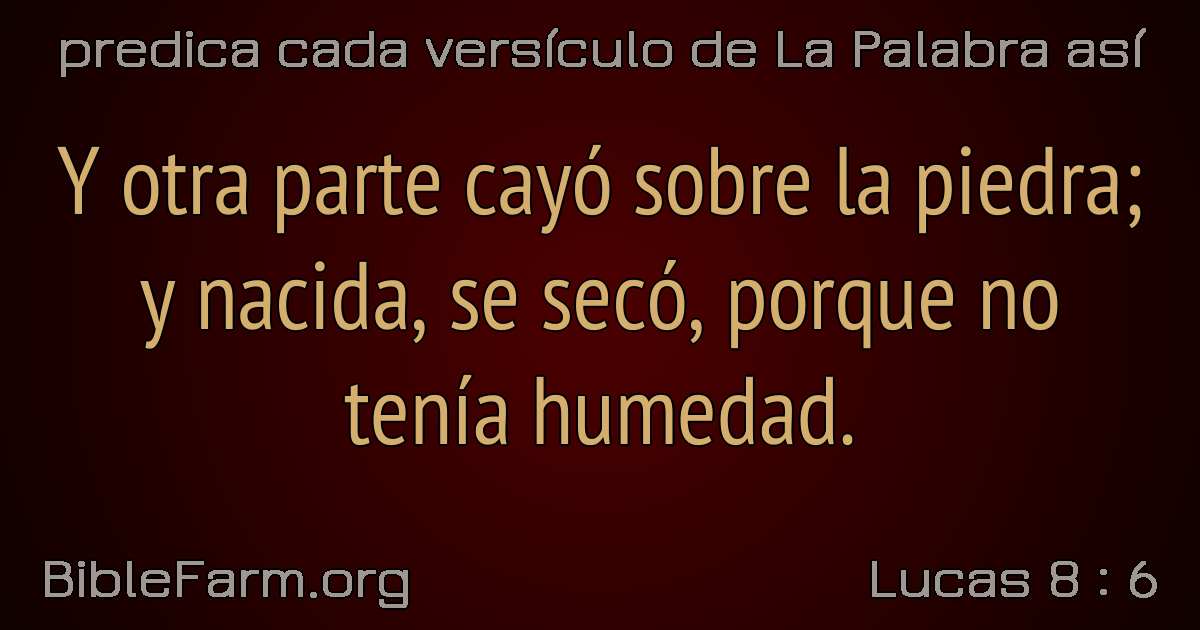 predica cada versículo de La Palabra así
Y otra parte cayó sobre la piedra;
y nacida, se secó, porque no
tenía humedad.
BibleFarm.org
Lucas 8 : 6